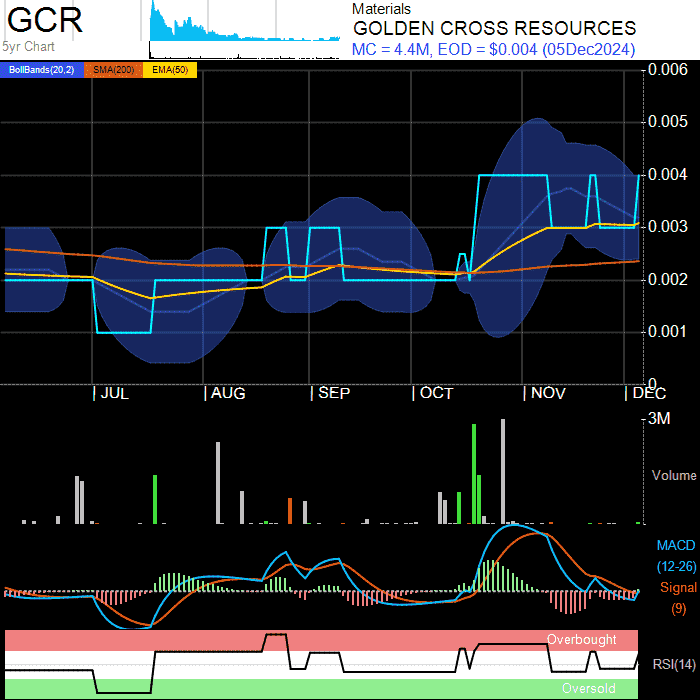 GCR
5yr Chart
Materials
GOLDEN CROSS RESOURCES
MC = 4.4M, EOD = $0.004 (05Dec2024)
BollBands(20,2) SMA(200) EMA(50)
0.006
0.005
0.004
0.003
0.002
0.001
0
JUL AUG SEP OCT NOV DEC
3M
Volume
MACD
(12-26)
Signal
(9)
Overbought
RSI(14)
Oversold